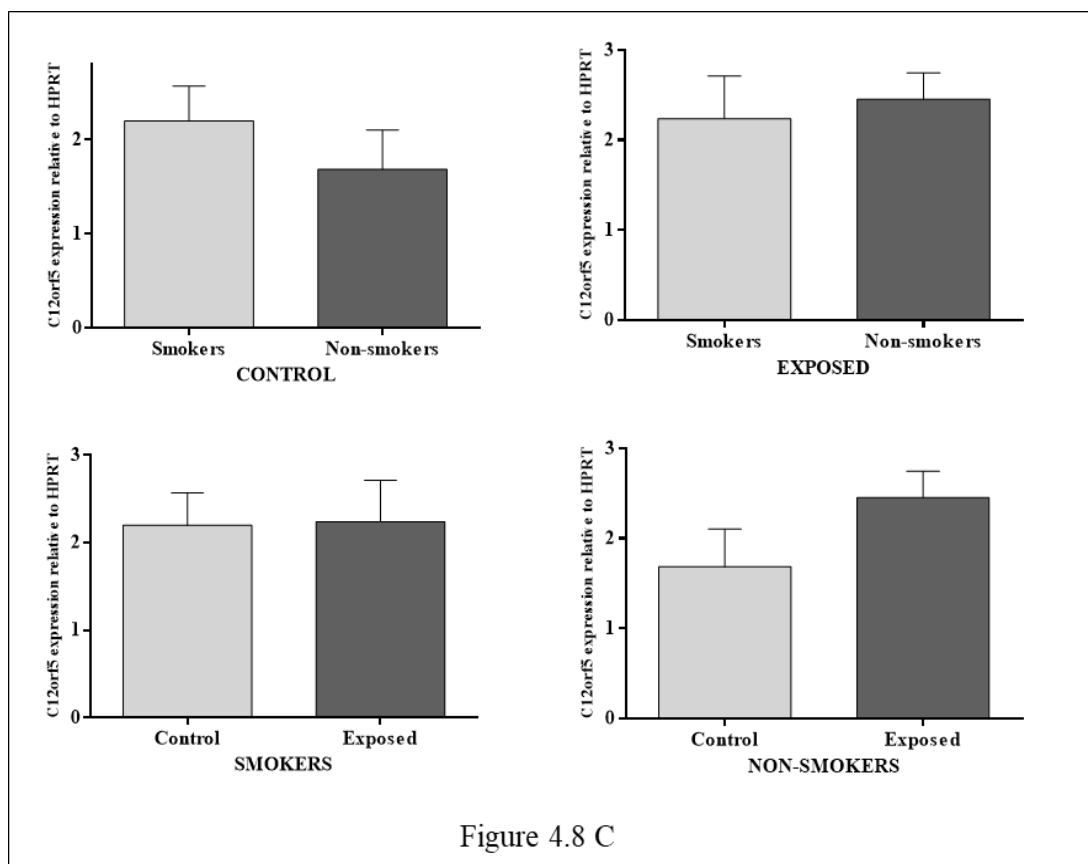 C12orf5 expression relative to HPRT
2
1
0
Smokers Non-smokers
CONTROL
C12orf5 expression relative to HPRT
3
2
1
0
Smokers Non-smokers
EXPOSED
C12orf5 expression relative to HPRT
3
2
1
0
Control Exposed
SMOKERS
C12orf5 expression relative to HPRT
3
2
1
0
Control Exposed
NON-SMOKERS
Figure 4.8 C